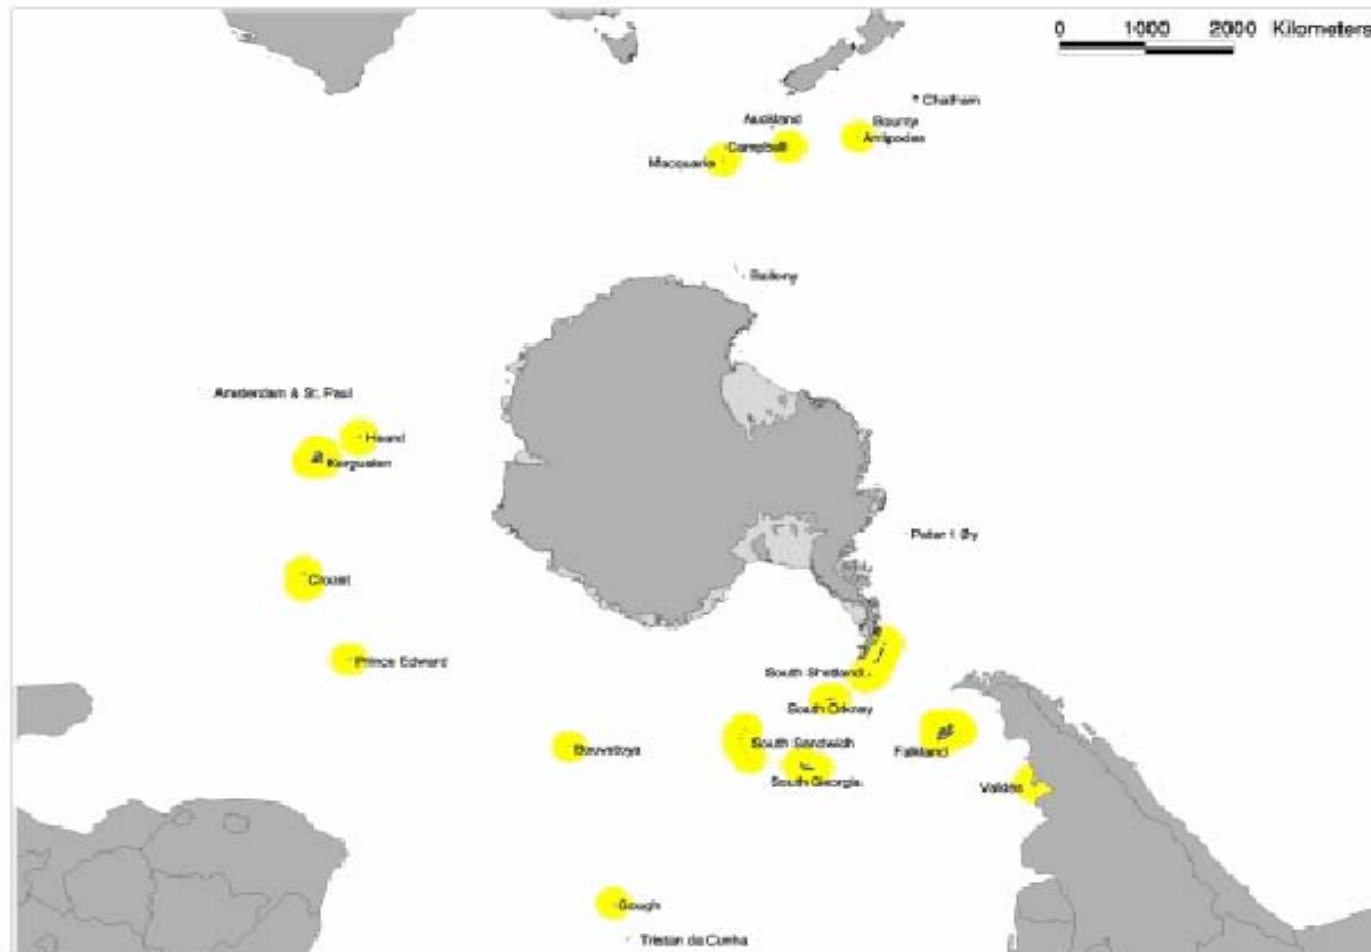 0 1000 2000 Kilometers
Chatham
Auckland
Bounty
Antipodes
Campbell
Macquarie
Balleny
Amsterdam & St. Paul
Heard
Kerguelen
Peter I Øy
Crozet
Prince Edward
South Shetland
South Orkney
Bouvetoya
South Sandwich
Falkland
South Georgia
Valdes
Gough
Tristan da Cunha